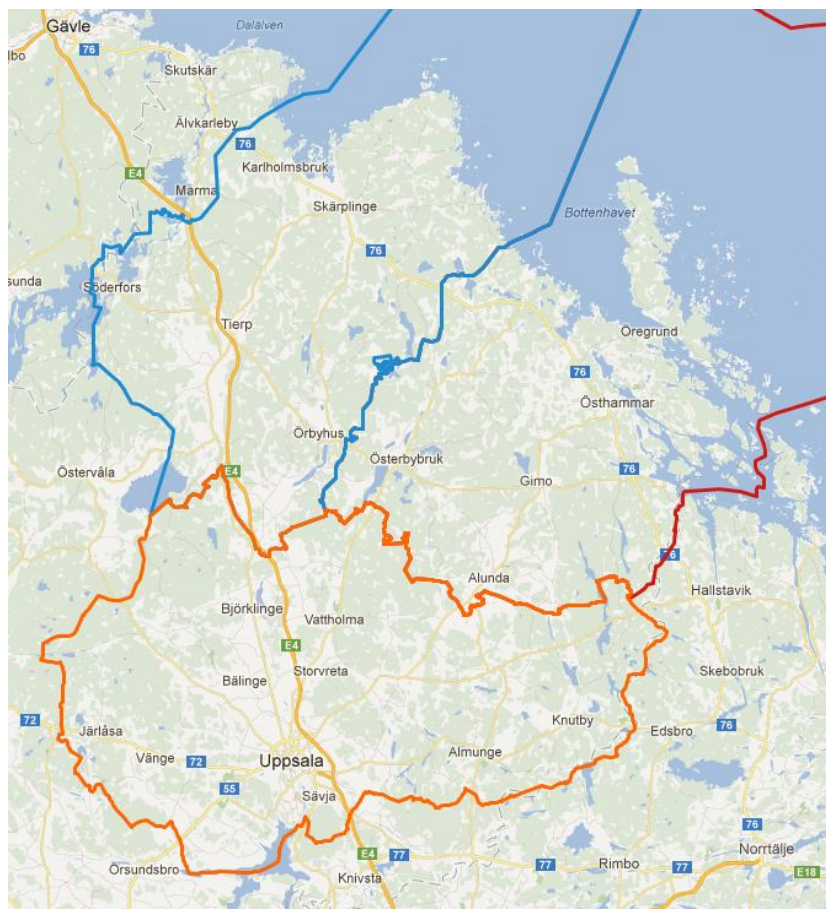 Gävle
Dalälven
76
lbo
Skutskär
Älvkarleby
76
E4
Karlholmsbruk
Marma
Skärplinge
Bottenhavet
76
sunda
Söderfors
Tierp
Öregrund
76
Östhammar
Örbyhus
Österbybruk
Östervåla
E4
76
Gimo
76
Alunda
Hallstavik
Björklinge
Vattholma
E4
Storvreta
Skebobruk
Bälinge
72
Knutby
Järlåsa
Edsbro
76
Vänge
72
Almunge
Uppsala
55
Sävja
76
Norrtälje
E4
77
77
Rimbo
77
Örsundsbro
E18
Knivsta